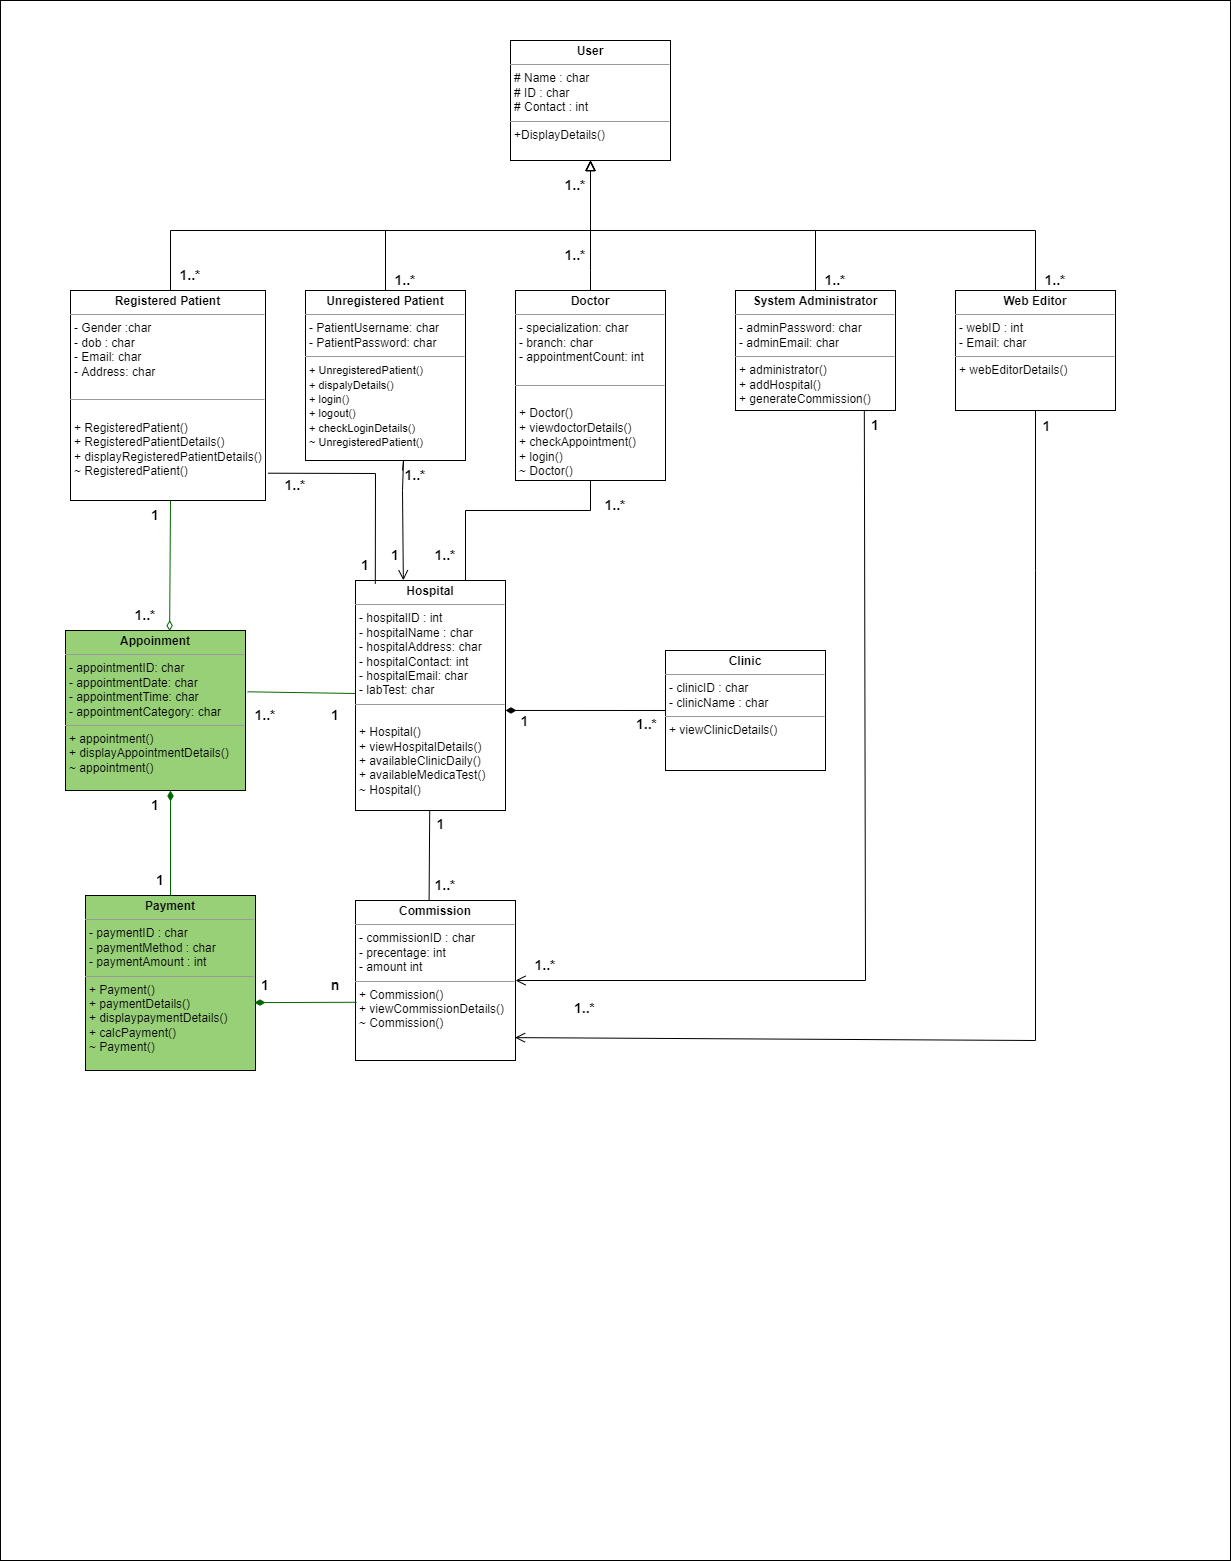 User
# Name : char
# ID : char
# Contact : int
+DisplayDetails()
1..*
1..*
1..*
1..*
1..*
1..*
Registered Patient
- Gender :char
- dob : char
- Email: char
- Address: char
+ RegisteredPatient()
+ RegisteredPatientDetails()
+ displayRegisteredPatientDetails()
~ RegisteredPatient()
Unregistered Patient
- PatientUsername: char
- PatientPassword: char
+ UnregisteredPatient()
+ dispalyDetails()
+ login()
+ logout()
+ checkLoginDetails()
~ UnregisteredPatient()
Doctor
- specialization: char
- branch: char
- appointmentCount: int
+ Doctor()
+ viewdoctorDetails()
+ checkAppointment()
+ login()
~ Doctor()
System Administrator
- adminPassword: char
- adminEmail: char
+ administrator()
+ addHospital()
+ generateCommission()
Web Editor
- webID : int
- Email: char
+ webEditorDetails()
1
1
1..*
1..*
1..*
1
1
1
1..*
1..*
Hospital
- hospitalID : int
- hospitalName : char
- hospitalAddress: char
- hospitalContact: int
- hospitalEmail: char
- labTest: char
+ Hospital()
+ viewHospitalDetails()
+ availableClinicDaily()
+ availableMedicaTest()
~ Hospital()
Appoinment
- appointmentID: char
- appointmentDate: char
- appointmentTime: char
- appointmentCategory: char
+ appointment()
+ displayAppointmentDetails()
~ appointment()
1..*
1
Clinic
- clinicID : char
- clinicName : char
+ viewClinicDetails()
1
1..*
1
1
1
1..*
Payment
- paymentID : char
- paymentMethod : char
- paymentAmount : int
+ Payment()
+ paymentDetails()
+ displaypaymentDetails()
+ calcPayment()
~ Payment()
1
n
Commission
- commissionID : char
- precentage: int
- amount int
+ Commission()
+ viewCommissionDetails()
~ Commission()
1..*
1..*